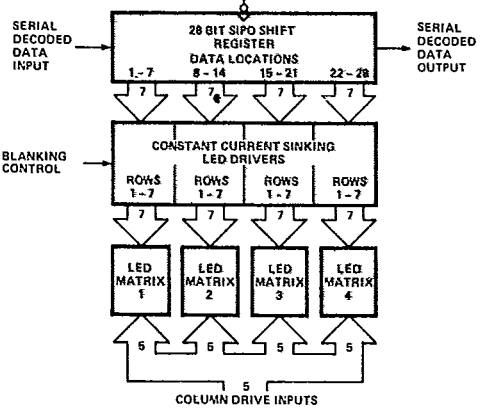 SERIAL DECODED DATA INPUT
28 BIT SIPO SHIFT
REGISTER
DATA LOCATIONS
1-7 8-14 15-21 22-28
SERIAL DECODED DATA OUTPUT
7 7 7 7
BLANKING CONTROL
CONSTANT CURRENT SINKING
LED DRIVERS
ROWS ROWS ROWS ROWS
1-7 1-7 1-7 1-7
7 7 7 7
LED MATRIX 1
LED MATRIX 2
LED MATRIX 3
LED MATRIX 4
5 5 5 5
5
COLUMN DRIVE INPUTS